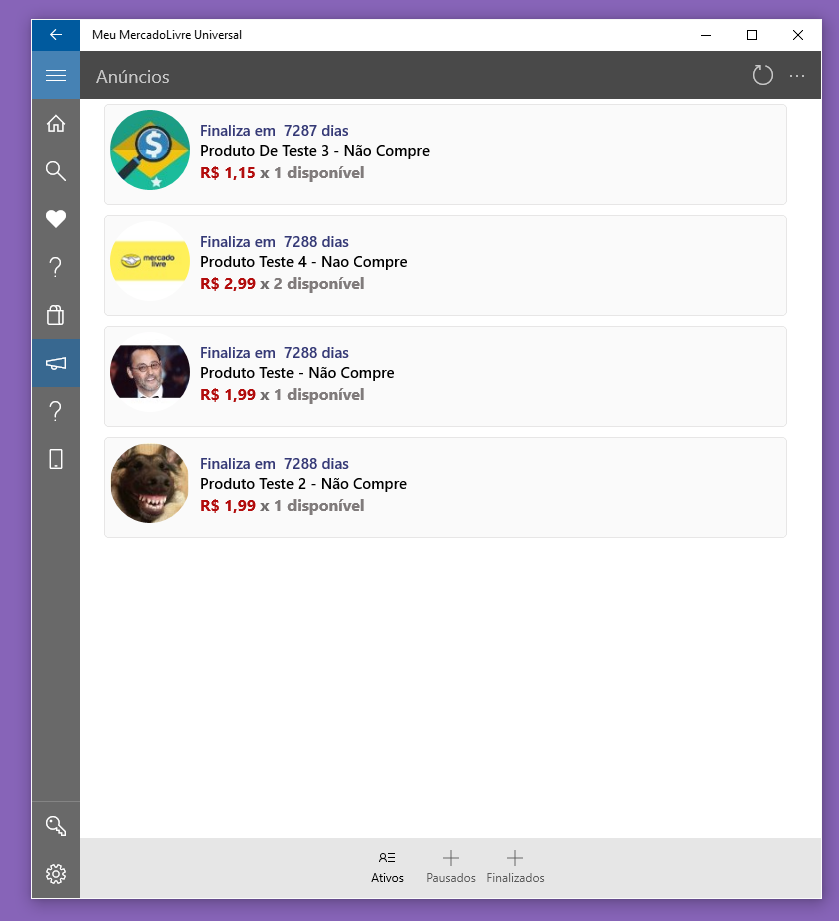 Meu MercadoLivre Universal
Anúncios
Finaliza em  7287 dias
Produto De Teste 3 - Não Compre
R$ 1,15 x 1 disponível
mercado
livre
Finaliza em  7288 dias
Produto Teste 4 - Nao Compre
R$ 2,99 x 2 disponível
Finaliza em  7288 dias
Produto Teste - Não Compre
R$ 1,99 x 1 disponível
Finaliza em  7288 dias
Produto Teste 2 - Não Compre
R$ 1,99 x 1 disponível
Ativos Pausados Finalizados